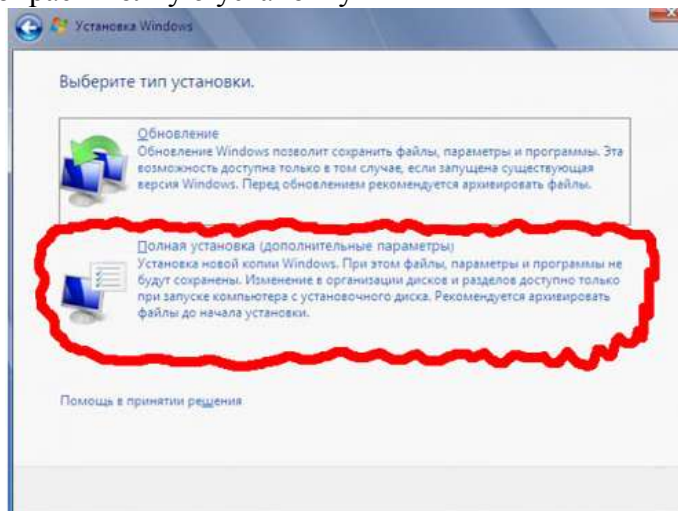 Установка Windows
Выберите тип установки.
Обновление
Обновление Windows позволит сохранить файлы, параметры и программы. Эта
возможность доступна только в том случае, если запущена существующая
версия Windows. Перед обновлением рекомендуется архивировать файлы.
Полная установка (дополнительные параметры)
Установка новой копии Windows. При этом файлы, параметры и программы не
будут сохранены. Изменение в организации дисков и разделов доступно только
при запуске компьютера с установочного диска. Рекомендуется архивировать
файлы до начала установки.
Помощь в принятии решения